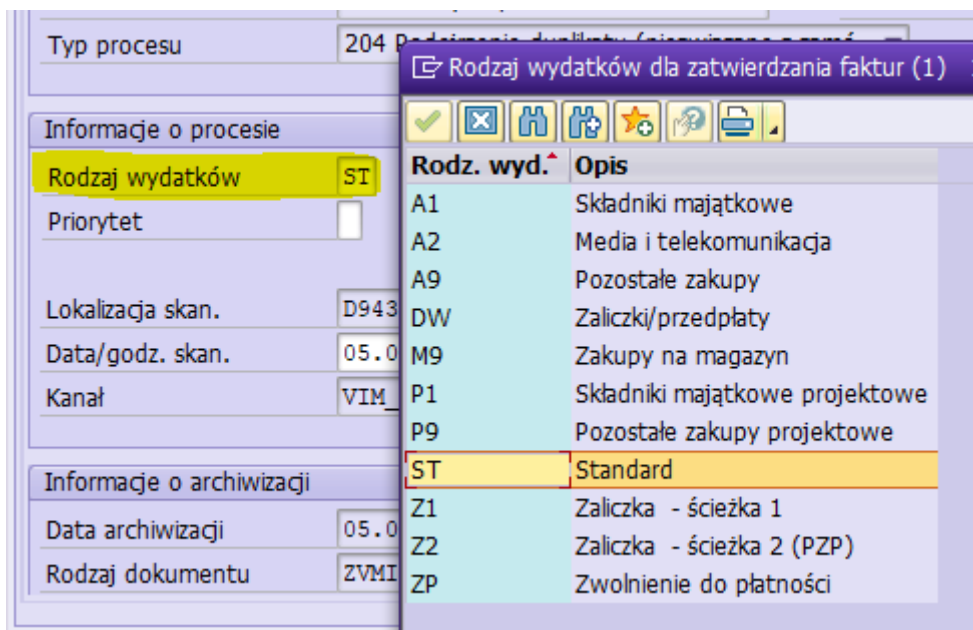 Typ procesu
204
Rodzaj wydatków dla zatwierdzania faktur (1)
Informacje o procesie
Rodzaj wydatków ST
Priorytet
Lokalizacja skan. D943
Data/godz. skan. 05.0
Kanał VIM_
Informacje o archiwizacji
Data archiwizacji 05.0
Rodzaj dokumentu ZVMI
Rodz. wyd. Opis
A1 Składniki majątkowe
A2 Media i telekomunikacja
A9 Pozostałe zakupy
DW Zaliczki/przedpłaty
M9 Zakupy na magazyn
P1 Składniki majątkowe projektowe
P9 Pozostałe zakupy projektowe
ST Standard
Z1 Zaliczka - ścieżka 1
Z2 Zaliczka - ścieżka 2 (PZP)
ZP Zwolnienie do płatności